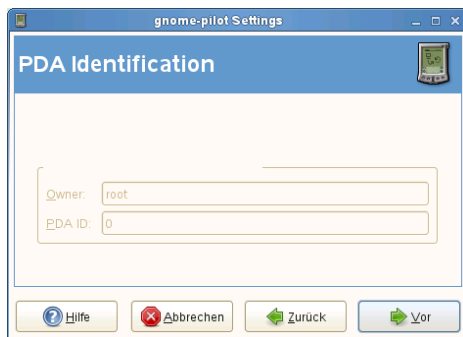 gnome-pilot Settings
PDA Identification
Owner: root
PDA ID: 0
Hilfe
Abbrechen
Zurück
Vor